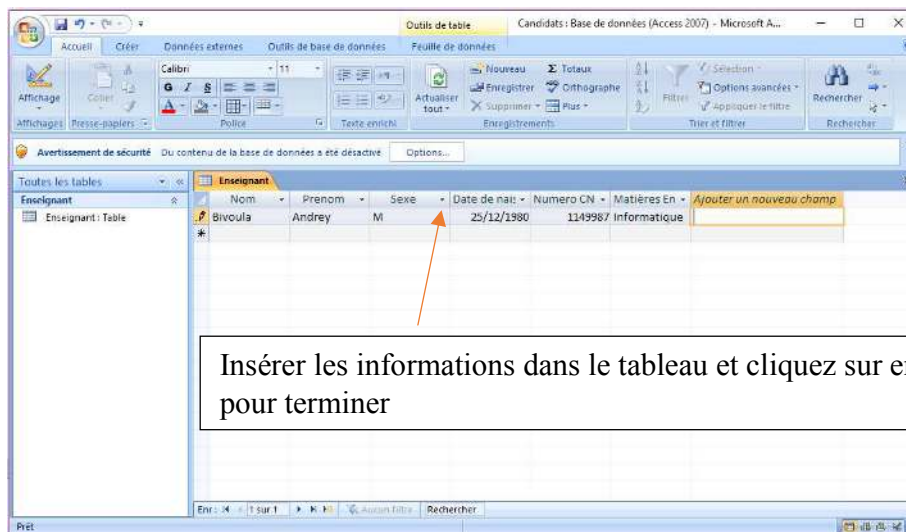 Outils de table Candidats : Base de données (Access 2007) - Microsoft A...
Accueil Créer Données externes Outils de base de données Feuille de données
Affichage Coller Calibri 11 G I S A Actualiser tout Nouveau Enregistrer Supprimer Σ Totaux Orthographe Plus Filtrer Sélection Options avancées Appliquer le filtre Rechercher
Affichages Presse-papiers Police Texte enrichi Enregistrements Trier et filtrer Rechercher
Avertissement de sécurité Du contenu de la base de données a été désactivé Options...
Toutes les tables Enseignant
Enseignant Nom Prenom Sexe Date de nais Numero CN Matières En Ajouter un nouveau champ
Enseignant : Table Bivoula Andrey M 25/12/1980 1149987 Informatique
Insérer les informations dans le tableau et cliquez sur
pour terminer
Enr : 1 sur 1 Aucun filtre Rechercher
Prêt